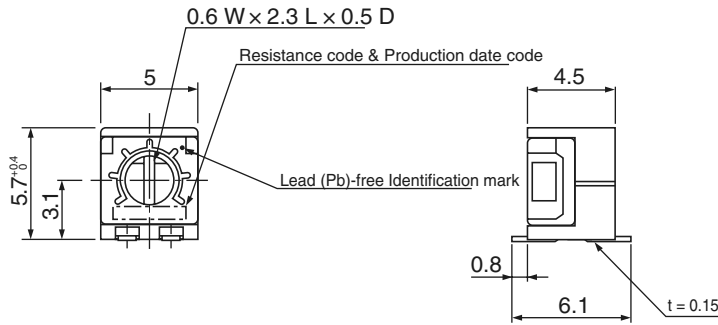 0.6 W × 2.3 L × 0.5 D
Resistance code & Production date code
5
4.5
5.7 +0.4 0
3.1
Lead (Pb)-free Identification mark
0.8
6.1
t = 0.15